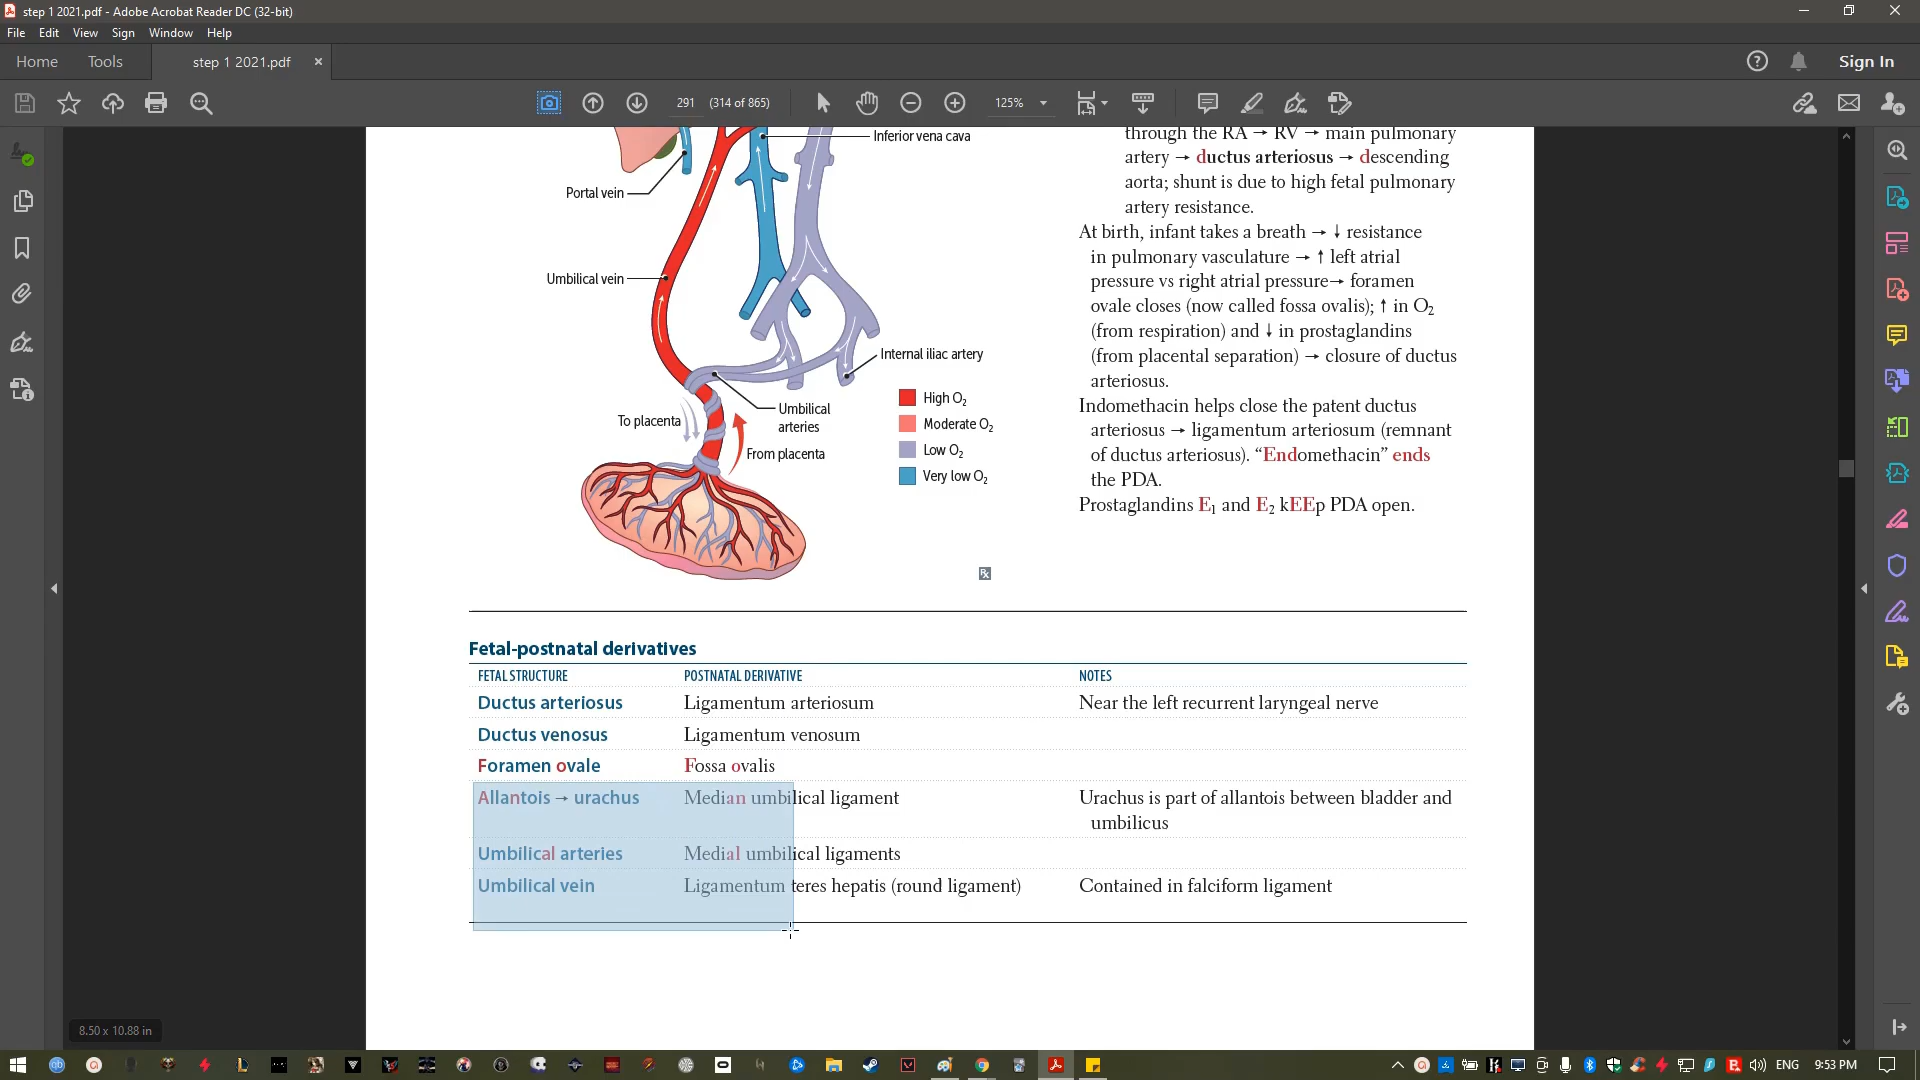 step 1 2021.pdf - Adobe Acrobat Reader DC (32-bit)
File Edit View Sign Window Help
Home Tools step 1 2021.pdf × Sign In
291 (314 of 865) 125%
Inferior vena cava
Portal vein
Umbilical vein
Internal iliac artery
Umbilical
arteries
To placenta
From placenta
High O₂
Moderate O₂
Low O₂
Very low O₂
through the RA → RV → main pulmonary
artery → ductus arteriosus → descending
aorta; shunt is due to high fetal pulmonary
artery resistance.
At birth, infant takes a breath → ↓ resistance
in pulmonary vasculature → ↑ left atrial
pressure vs right atrial pressure→ foramen
ovale closes (now called fossa ovalis); ↑ in O₂
(from respiration) and ↓ in prostaglandins
(from placental separation) → closure of ductus
arteriosus.
Indomethacin helps close the patent ductus
arteriosus → ligamentum arteriosum (remnant
of ductus arteriosus). “Endomethacin” ends
the PDA.
Prostaglandins E₁ and E₂ kEEp PDA open.
Rx
Fetal-postnatal derivatives
FETAL STRUCTURE POSTNATAL DERIVATIVE NOTES
Ductus arteriosus Ligamentum arteriosum Near the left recurrent laryngeal nerve
Ductus venosus Ligamentum venosum
Foramen ovale Fossa ovalis
Allantois → urachus Median umbilical ligament Urachus is part of allantois between bladder and
umbilicus
Umbilical arteries Medial umbilical ligaments
Umbilical vein Ligamentum teres hepatis (round ligament) Contained in falciform ligament
8.50 x 10.88 in
ENG 9:53 PM